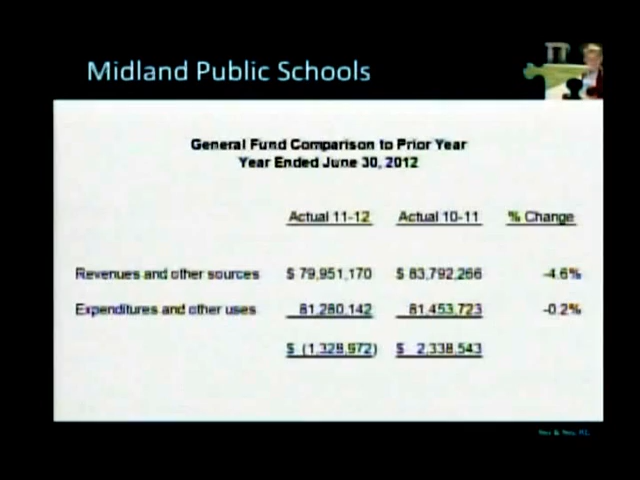 Midland Public Schools
General Fund Comparison to Prior Year
Year Ended June 30, 2012
Actual 11-12 Actual 10-11 % Change
Revenues and other sources $ 79,951,170 $ 83,792,266 -4.6%
Expenditures and other uses 81,280,142 81,453,723 -0.2%
$ (1,328,972) $ 2,338,543